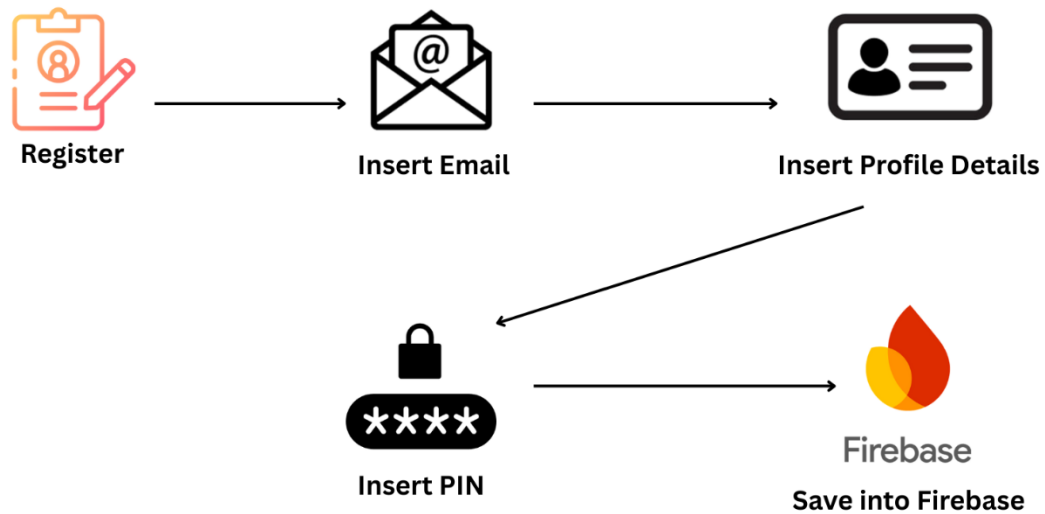 @
Register
Insert Email
Insert Profile Details
****
Insert PIN
Firebase
Save into Firebase